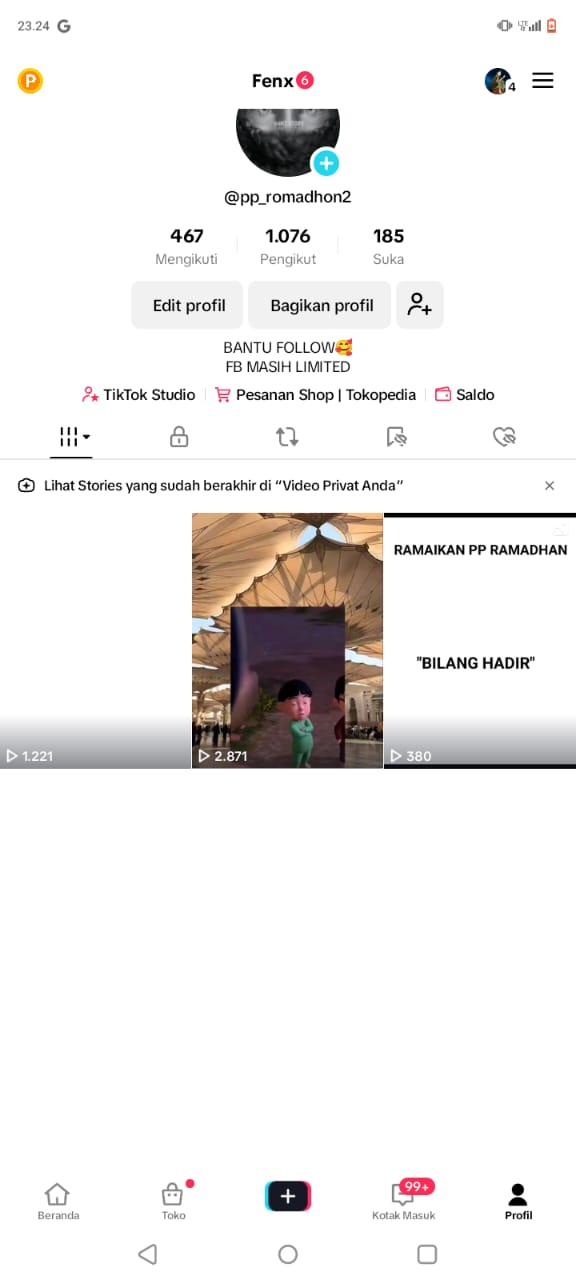 23.24 G
LTE
P
Fenx 6
4
@pp_romadhon2
467 1.076 185
Mengikuti Pengikut Suka
Edit profil Bagikan profil
BANTU FOLLOW🥰
FB MASIH LIMITED
TikTok Studio Pesanan Shop | Tokopedia Saldo
Lihat Stories yang sudah berakhir di “Video Privat Anda”
RAMAIKAN PP RAMADHAN
"BILANG HADIR"
1.221 2.871 380
99+
Beranda Toko Kotak Masuk Profil